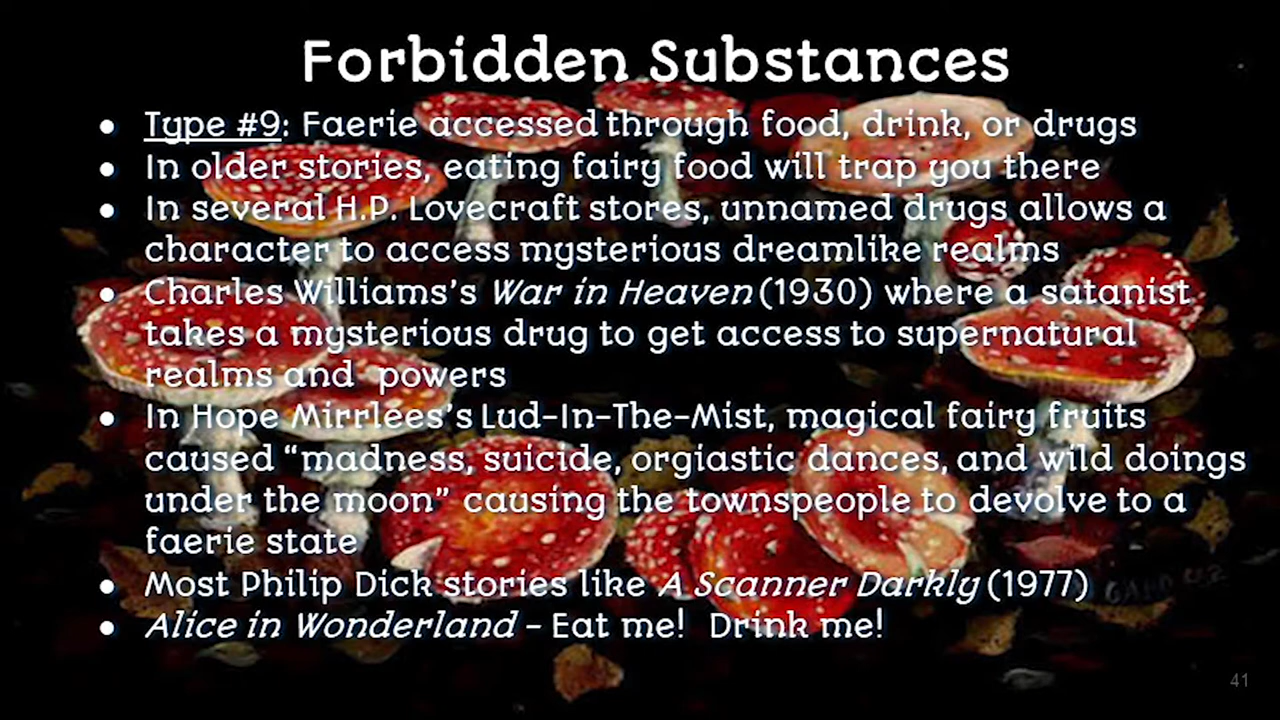 Forbidden Substances
● Type #9: Faerie accessed through food, drink, or drugs
● In older stories, eating fairy food will trap you there
● In several H.P. Lovecraft stores, unnamed drugs allows a
character to access mysterious dreamlike realms
● Charles Williams's War in Heaven (1930) where a satanist
takes a mysterious drug to get access to supernatural
realms and powers
● In Hope Mirrlees's Lud-In-The-Mist, magical fairy fruits
caused “madness, suicide, orgiastic dances, and wild doings
under the moon” causing the townspeople to devolve to a
faerie state
● Most Philip Dick stories like A Scanner Darkly (1977)
● Alice in Wonderland – Eat me! Drink me!
41